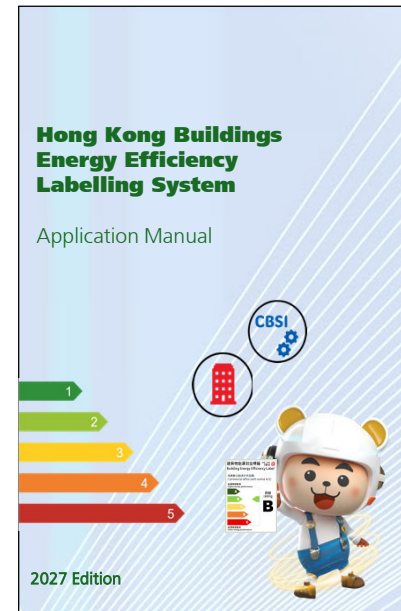 Hong Kong Buildings
Energy Efficiency
Labelling System
Application Manual
CBSI
1
2
3
4
5
Building Energy Efficiency Label
B
2027 Edition